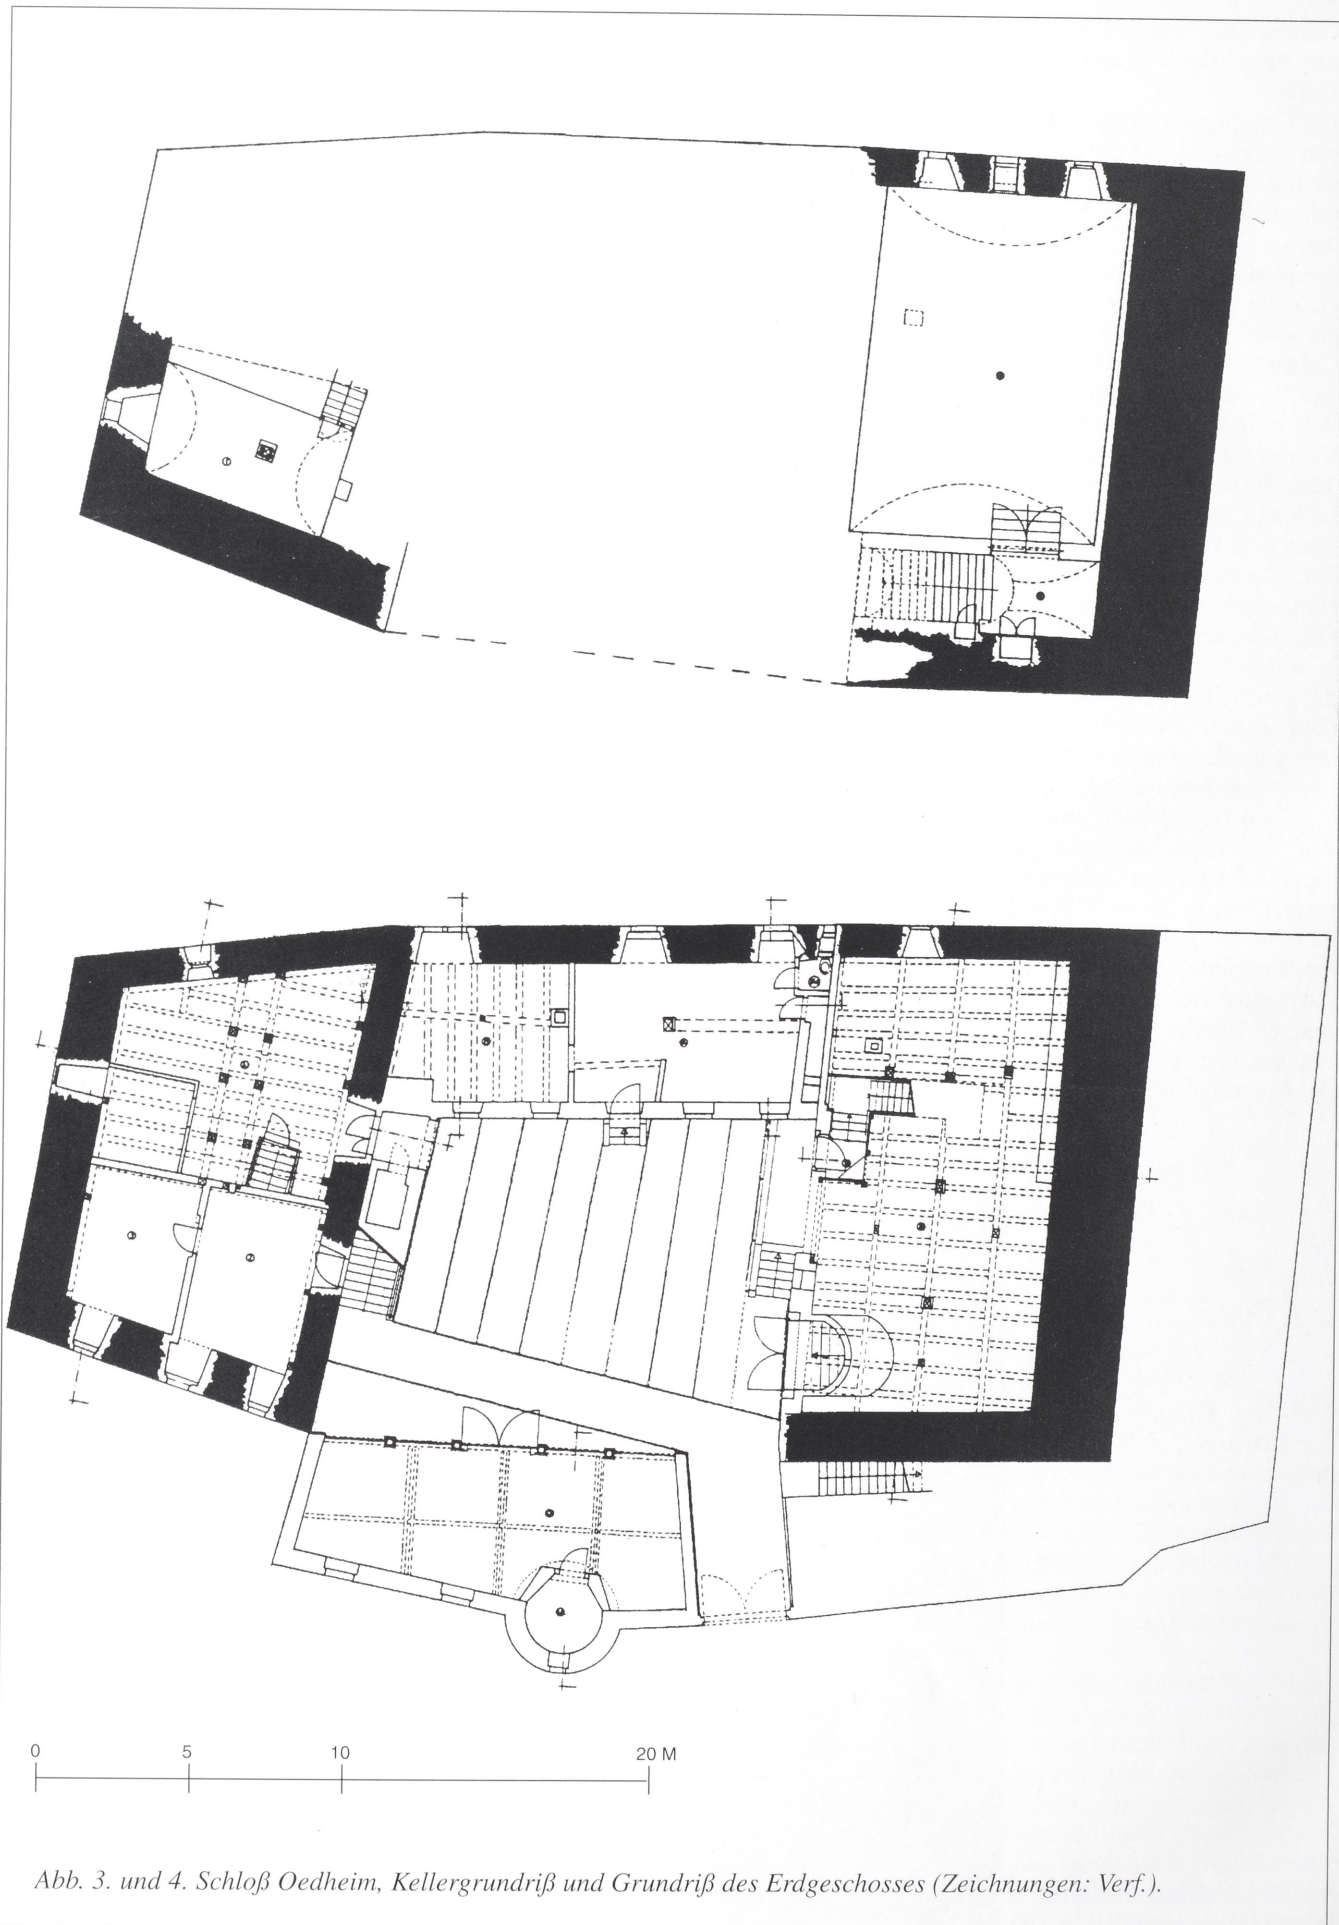 0 5 10 20 M
Abb. 3. und 4. Schloß Oedheim, Kellergrundriß und Grundriß des Erdgeschosses (Zeichnungen: Verf.).